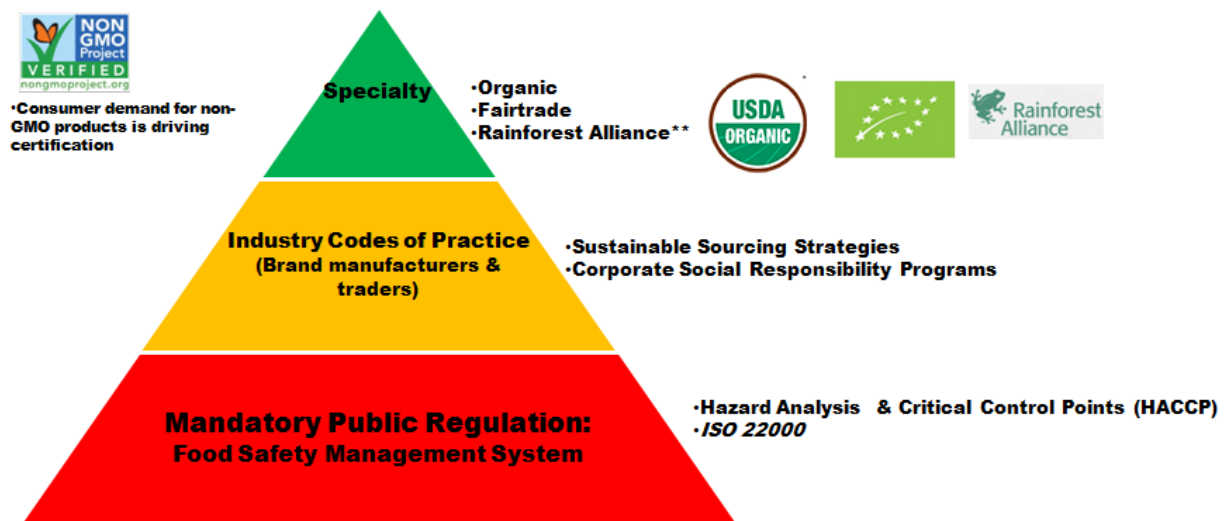 NON
GMO
Project
VERIFIED
nongmoproject.org
•Consumer demand for non-
GMO products is driving
certification
Specialty
•Organic
•Fairtrade
•Rainforest Alliance**
USDA
ORGANIC
Rainforest
Alliance
Industry Codes of Practice
(Brand manufacturers &
traders)
•Sustainable Sourcing Strategies
•Corporate Social Responsibility Programs
Mandatory Public Regulation:
Food Safety Management System
•Hazard Analysis & Critical Control Points (HACCP)
•ISO 22000